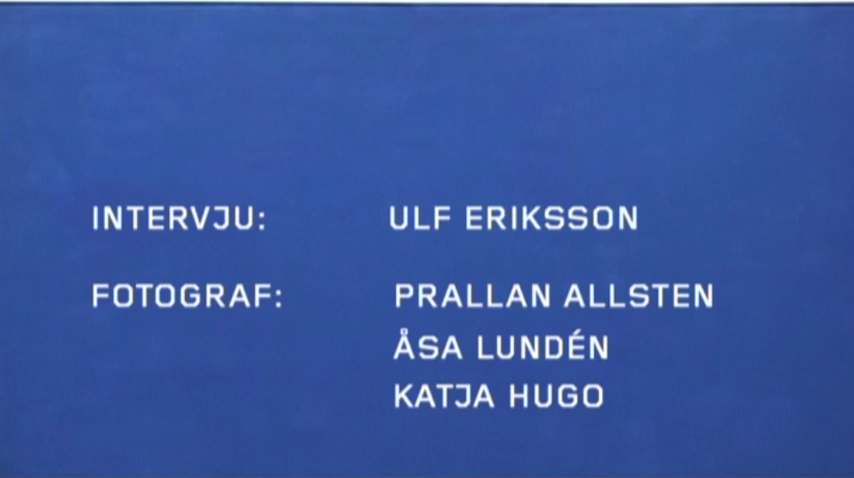 INTERVJU: ULF ERIKSSON
FOTOGRAF: PRALLAN ALLSTEN
ÅSA LUNDÉN
KATJA HUGO